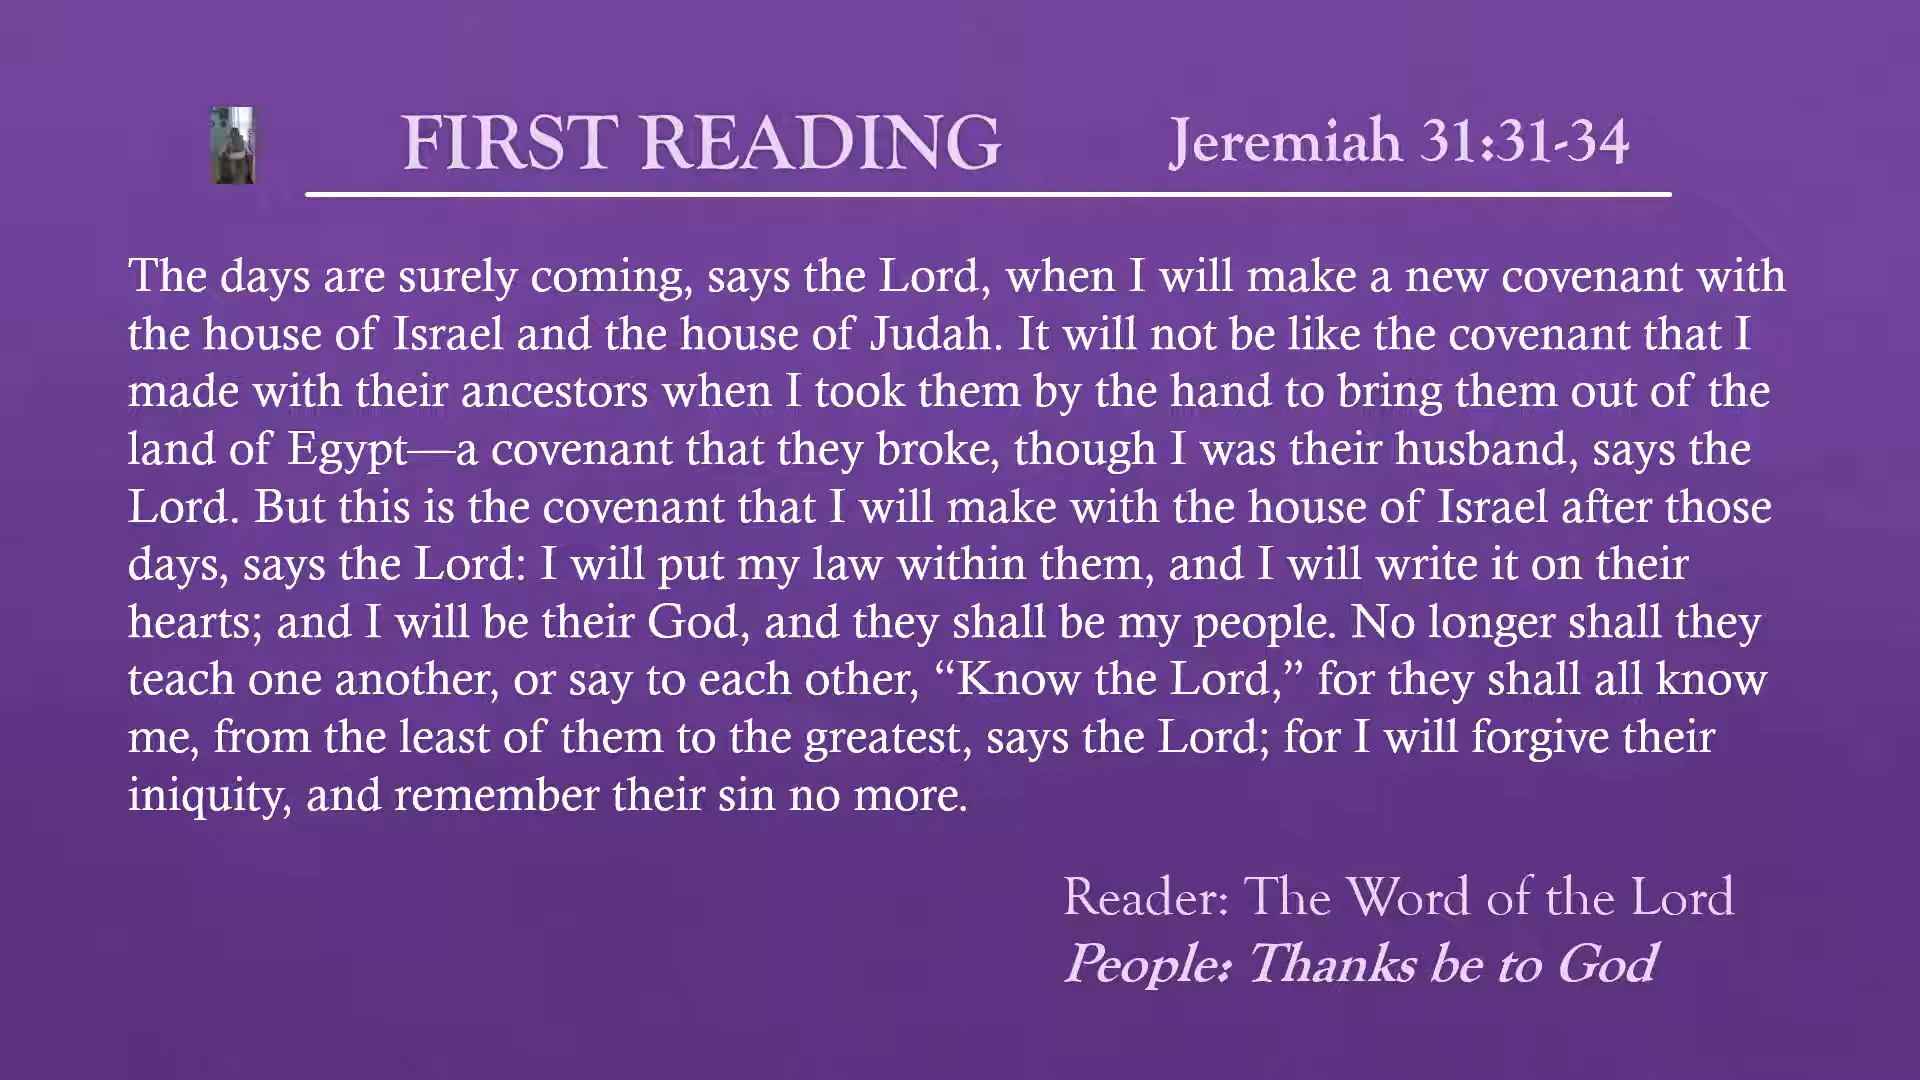 FIRST READING Jeremiah 31:31-34
The days are surely coming, says the Lord, when I will make a new covenant with
the house of Israel and the house of Judah. It will not be like the covenant that I
made with their ancestors when I took them by the hand to bring them out of the
land of Egypt—a covenant that they broke, though I was their husband, says the
Lord. But this is the covenant that I will make with the house of Israel after those
days, says the Lord: I will put my law within them, and I will write it on their
hearts; and I will be their God, and they shall be my people. No longer shall they
teach one another, or say to each other, “Know the Lord,” for they shall all know
me, from the least of them to the greatest, says the Lord; for I will forgive their
iniquity, and remember their sin no more.
Reader: The Word of the Lord
People: Thanks be to God